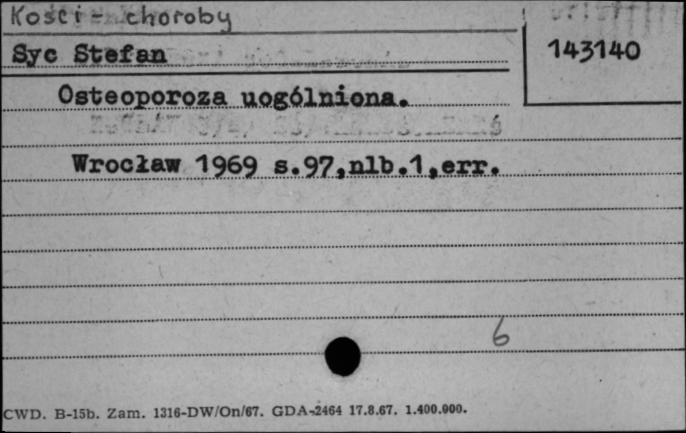 Kości - choroby
Syc Stefan
143140
Osteoporoza uogólniona.
Wrocław 1969 s.97,nlb.1,err.
6
CWD. B-15b. Zam. 1316-DW/On/67. GDA-2464 17.8.67. 1.400.000.